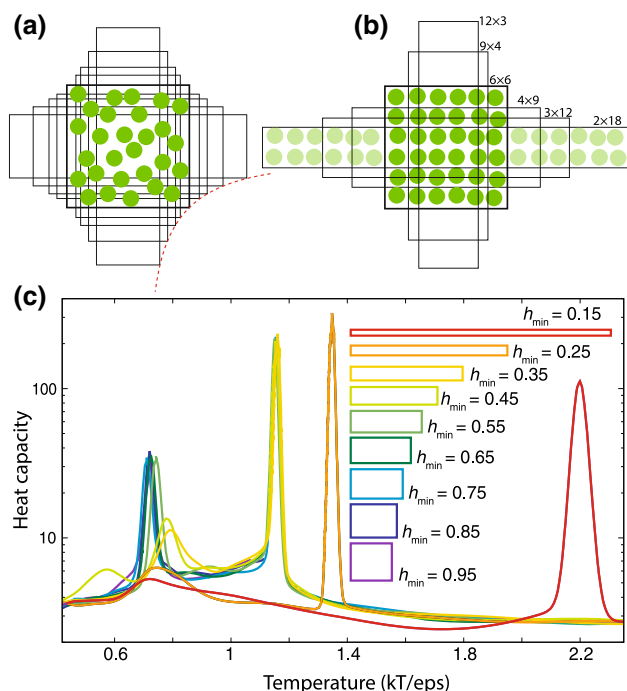 (a)
(b)
12×3
9×4
6×6
4×9
3×12
2×18
(c)
h_min = 0.15
h_min = 0.25
h_min = 0.35
h_min = 0.45
h_min = 0.55
h_min = 0.65
h_min = 0.75
h_min = 0.85
h_min = 0.95
100
10
Heat capacity
0.6 1 1.4 1.8 2.2
Temperature (kT/eps)